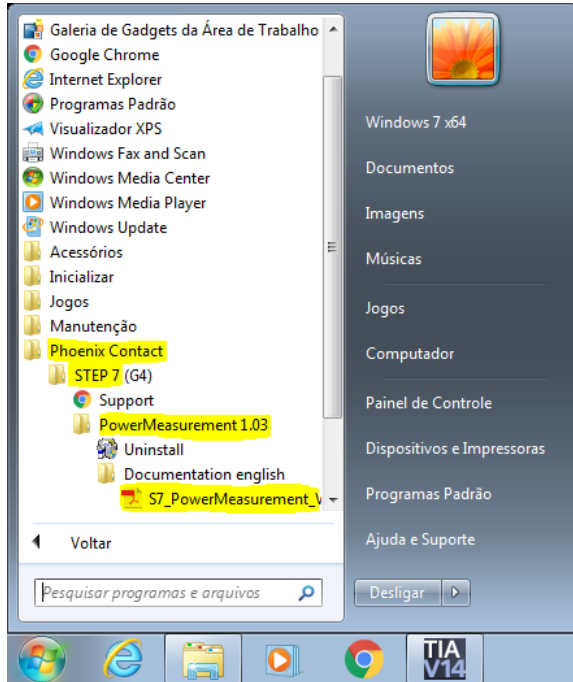 Galeria de Gadgets da Área de Trabalho
Google Chrome
Internet Explorer
Programas Padrão
Visualizador XPS
Windows Fax and Scan
Windows Media Center
Windows Media Player
Windows Update
Acessórios
Inicializar
Jogos
Manutenção
Phoenix Contact
STEP 7 (G4)
Support
PowerMeasurement 1.03
Uninstall
Documentation english
S7_PowerMeasurement_V
Voltar
Pesquisar programas e arquivos
Windows 7 x64
Documentos
Imagens
Músicas
Jogos
Computador
Painel de Controle
Dispositivos e Impressoras
Programas Padrão
Ajuda e Suporte
Desligar
TIA
V14